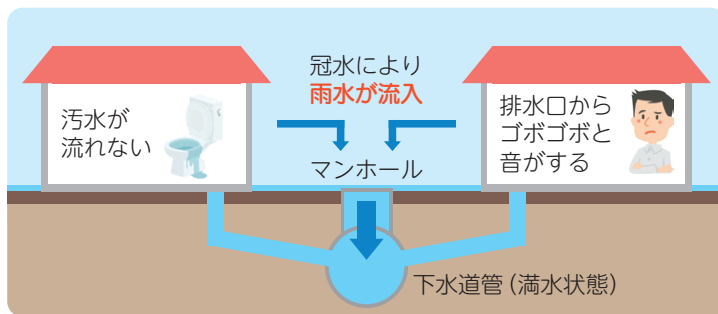 汚水が
流れない
冠水により
雨水が流入
マンホール
排水口から
ゴボゴボと
音がする
下水道管(満水状態)